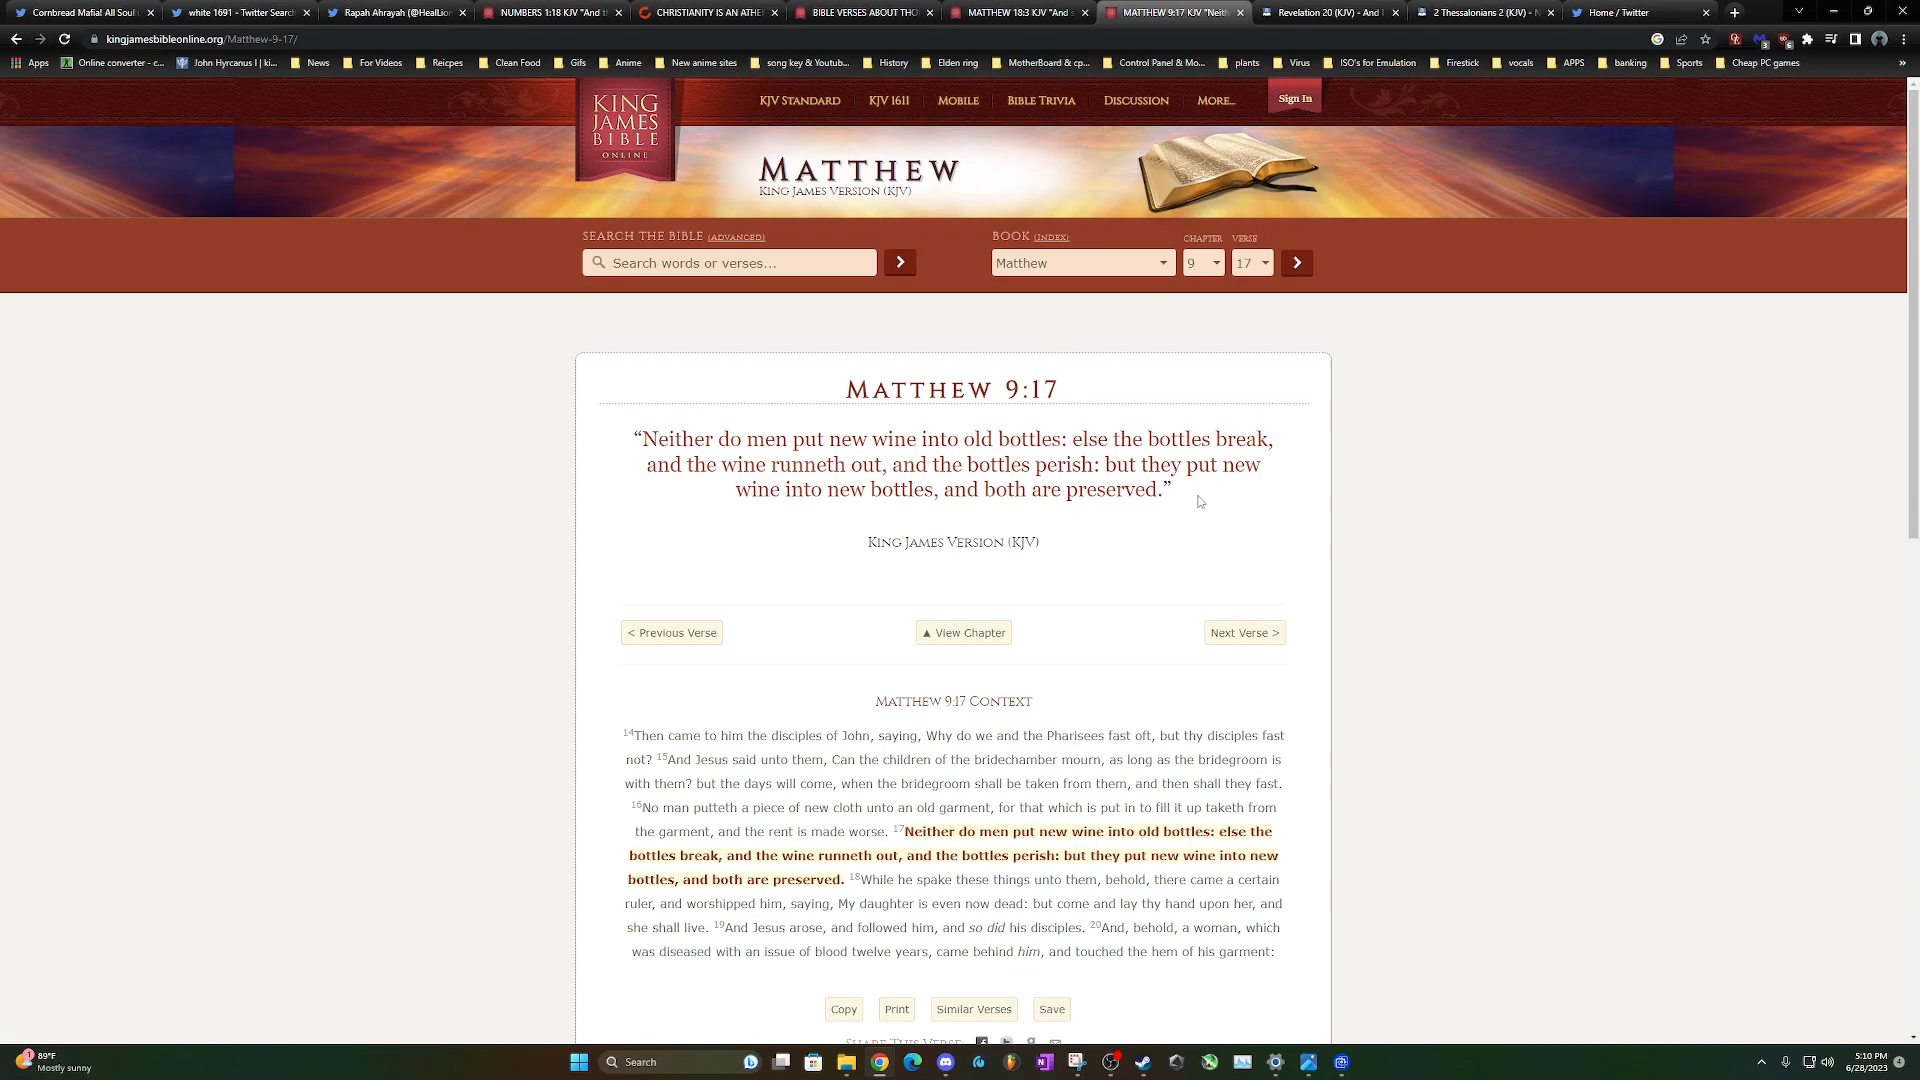 Cornbread Mafia! All Soul
white 1691 - Twitter Search
Rapah Ahrayah (@HealLion
NUMBERS 1:18 KJV "And th
CHRISTIANITY IS AN ATHE
BIBLE VERSES ABOUT THO
MATTHEW 18:3 KJV "And s
MATTHEW 9:17 KJV "Neith
Revelation 20 (KJV) - And I
2 Thessalonians 2 (KJV) - N
Home / Twitter
kingjamesbibleonline.org/Matthew-9-17/
3
6
Apps
Online converter - c...
John Hyrcanus I | ki...
News
For Videos
Reicpes
Clean Food
Gifs
Anime
New anime sites
song key & Youtub...
History
Elden ring
MotherBoard & cp...
Control Panel & Mo...
plants
Virus
ISO's for Emulation
Firestick
vocals
APPS
banking
Sports
Cheap PC games
»
KING
JAMES
BIBLE
ONLINE
KJV STANDARD
KJV 1611
MOBILE
BIBLE TRIVIA
DISCUSSION
MORE...
Sign In
MATTHEW
KING JAMES VERSION (KJV)
SEARCH THE BIBLE (ADVANCED)
Search words or verses...
BOOK (INDEX)
CHAPTER
VERSE
Matthew
9
17
MATTHEW 9:17
“Neither do men put new wine into old bottles: else the bottles break,
and the wine runneth out, and the bottles perish: but they put new
wine into new bottles, and both are preserved.”
KING JAMES VERSION (KJV)
< Previous Verse
▲ View Chapter
Next Verse >
MATTHEW 9:17 CONTEXT
14Then came to him the disciples of John, saying, Why do we and the Pharisees fast oft, but thy disciples fast
not? 15And Jesus said unto them, Can the children of the bridechamber mourn, as long as the bridegroom is
with them? but the days will come, when the bridegroom shall be taken from them, and then shall they fast.
16No man putteth a piece of new cloth unto an old garment, for that which is put in to fill it up taketh from
the garment, and the rent is made worse. 17Neither do men put new wine into old bottles: else the
bottles break, and the wine runneth out, and the bottles perish: but they put new wine into new
bottles, and both are preserved. 18While he spake these things unto them, behold, there came a certain
ruler, and worshipped him, saying, My daughter is even now dead: but come and lay thy hand upon her, and
she shall live. 19And Jesus arose, and followed him, and so did his disciples. 20And, behold, a woman, which
was diseased with an issue of blood twelve years, came behind him, and touched the hem of his garment:
Copy
Print
Similar Verses
Save
SHARE THIS VERSE:
1
89°F
Mostly sunny
Search
5:10 PM
6/28/2023
4